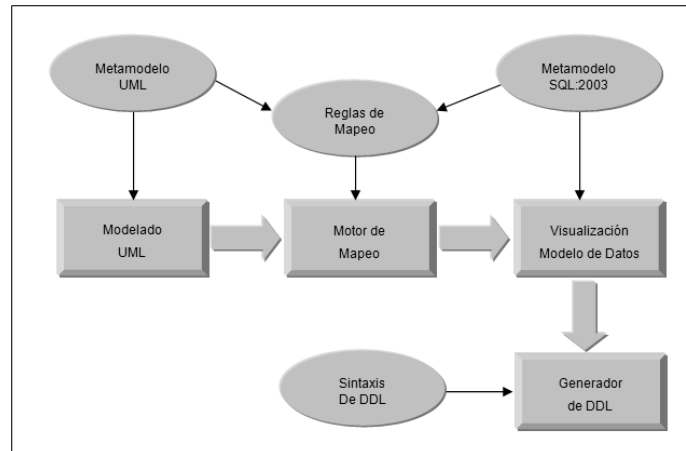 Metamodelo
UML
Metamodelo
SQL:2003
Reglas de
Mapeo
Modelado
UML
Motor de
Mapeo
Visualización
Modelo de Datos
Sintaxis
De DDL
Generador
de DDL